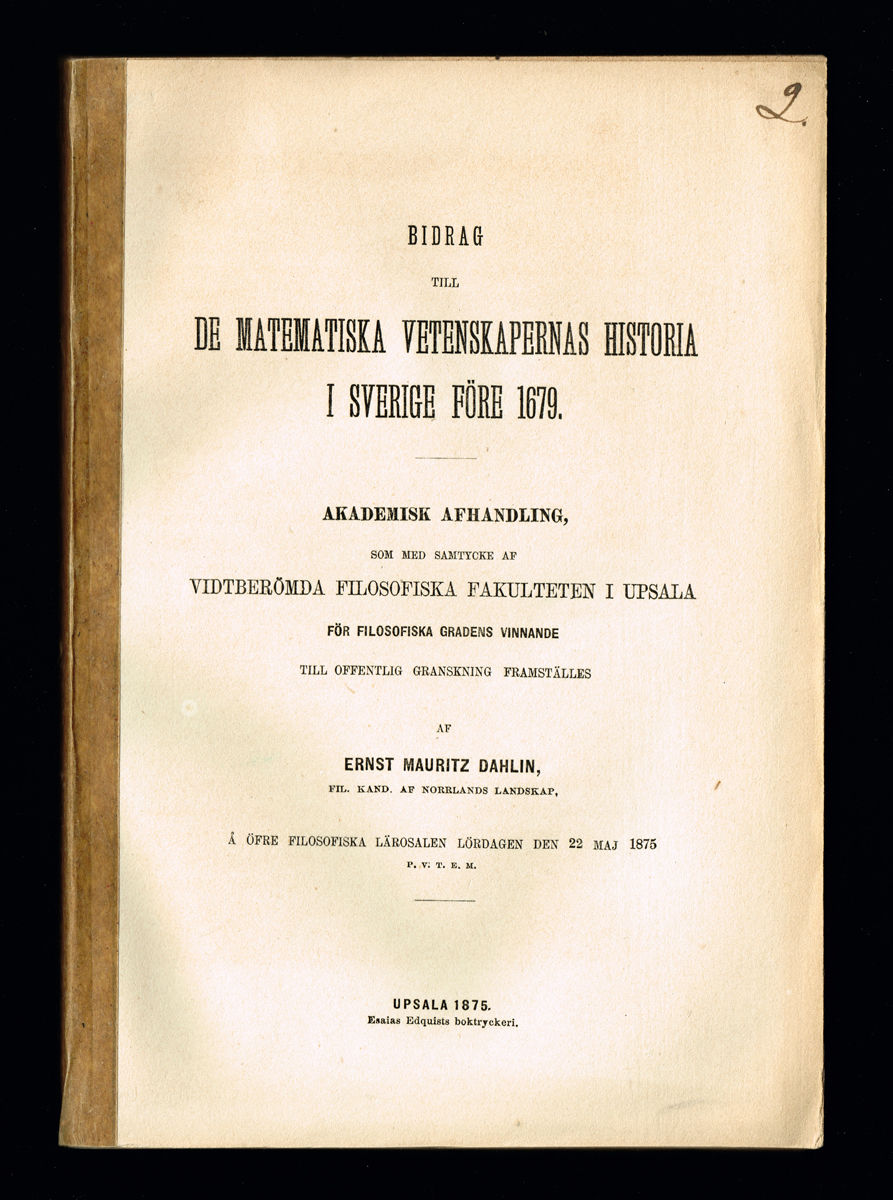 2.
BIDRAG
TILL
DE MATEMATISKA VETENSKAPERNAS HISTORIA
I SVERIGE FÖRE 1679.
AKADEMISK AFHANDLING,
SOM MED SAMTYCKE AF
VIDTBERÖMDA FILOSOFISKA FAKULTETEN I UPSALA
FÖR FILOSOFISKA GRADENS VINNANDE
TILL OFFENTLIG GRANSKNING FRAMSTÄLLES
AF
ERNST MAURITZ DAHLIN,
FIL. KAND. AF NORRLANDS LANDSKAP,
Å ÖFRE FILOSOFISKA LÄROSALEN LÖRDAGEN DEN 22 MAJ 1875
P. V. T. E. M.
UPSALA 1875.
Esaias Edquists boktryckeri.